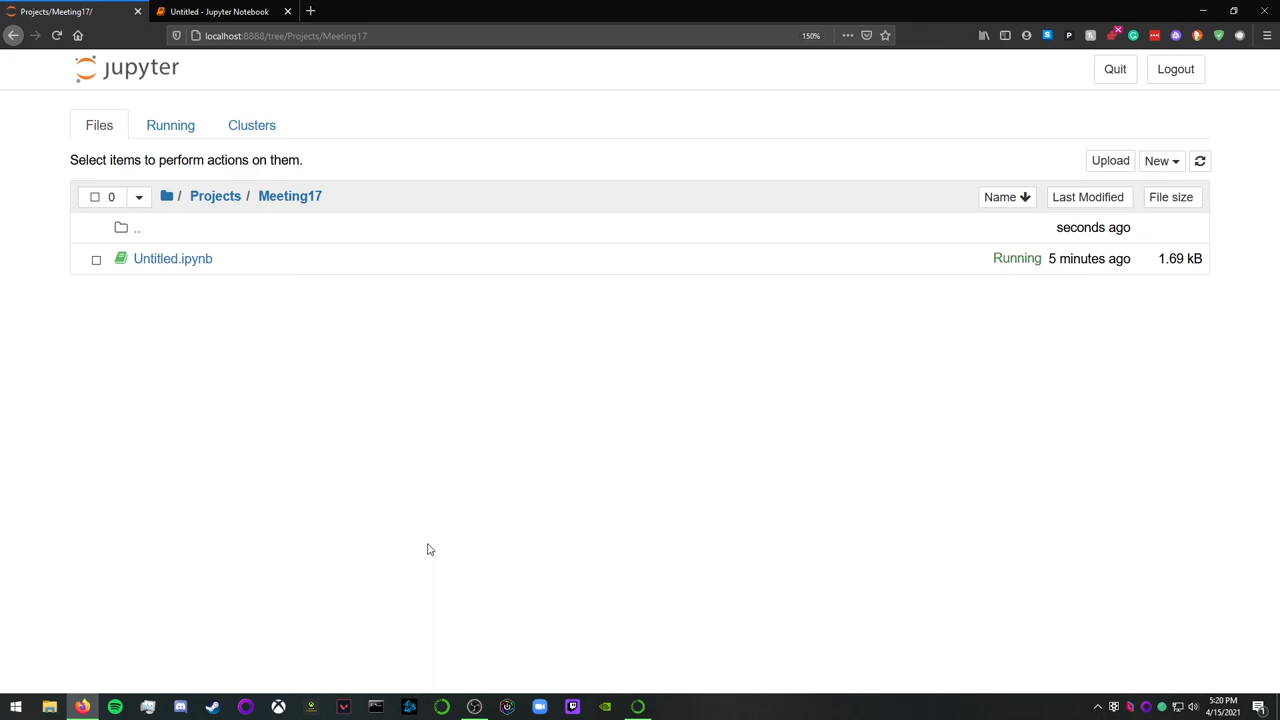 Projects/Meeting17/
Untitled - Jupyter Notebook
localhost:8888/tree/Projects/Meeting17
150%
jupyter
Quit
Logout
Files
Running
Clusters
Select items to perform actions on them.
Upload
New
0
/ Projects / Meeting17
Name
Last Modified
File size
..
seconds ago
Untitled.ipynb
Running
5 minutes ago
1.69 kB
5:20 PM
4/15/2021